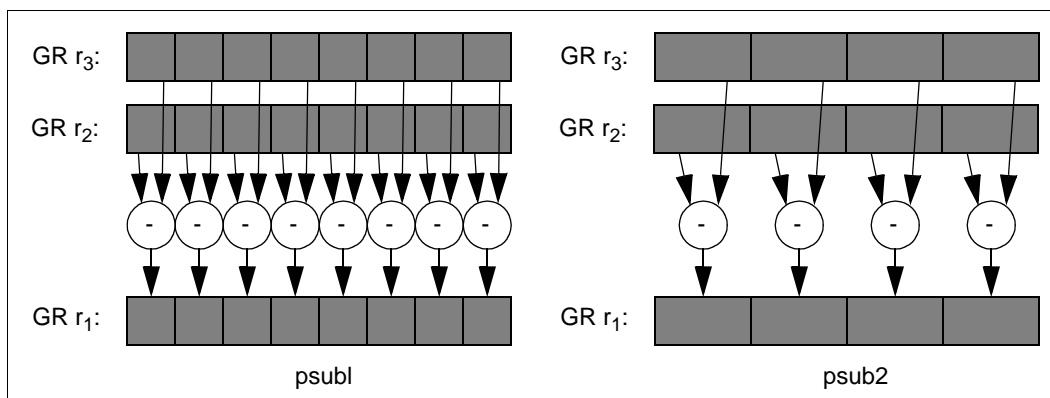 GR r3:
GR r2:
- - - - - - - -
GR r1:
psubl
GR r3:
GR r2:
- - - -
GR r1:
psub2